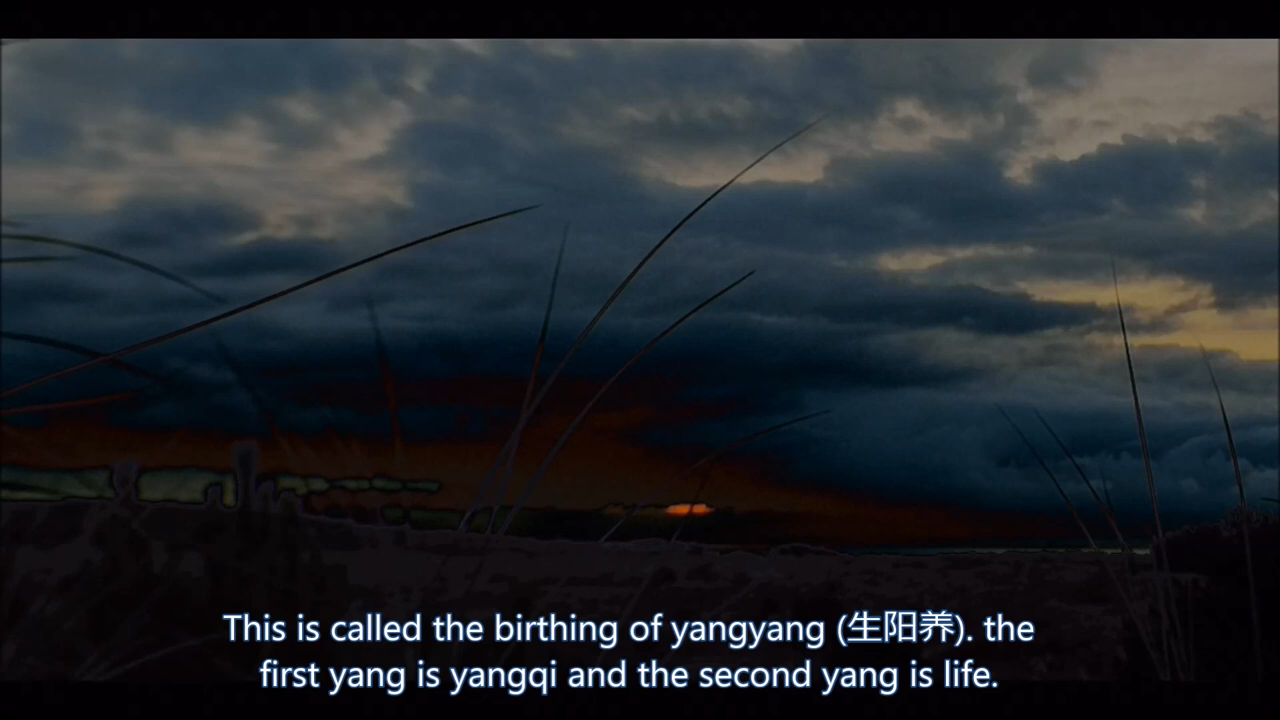 This is called the birthing of yangyang (生阳养). the
first yang is yangqi and the second yang is life.